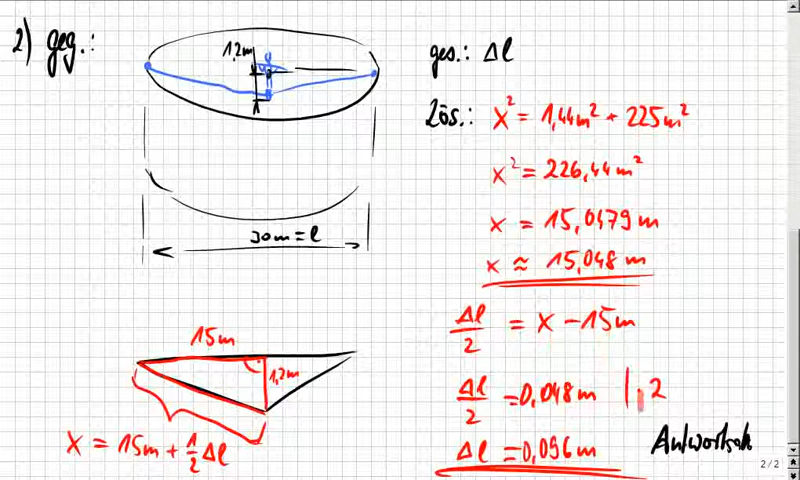 2) geg.:
1,2m
30m=l
15m
1,2m
x = 15m + 1/2 Δl
ges.: Δl
Lös.: x² = 1,44m² + 225m²
x² = 226,44m²
x = 15,0479 m
x ≈ 15,048 m
Δl/2 = x - 15m
Δl/2 = 0,048m |·2
Δl = 0,096m
Antwortsatz
2/2